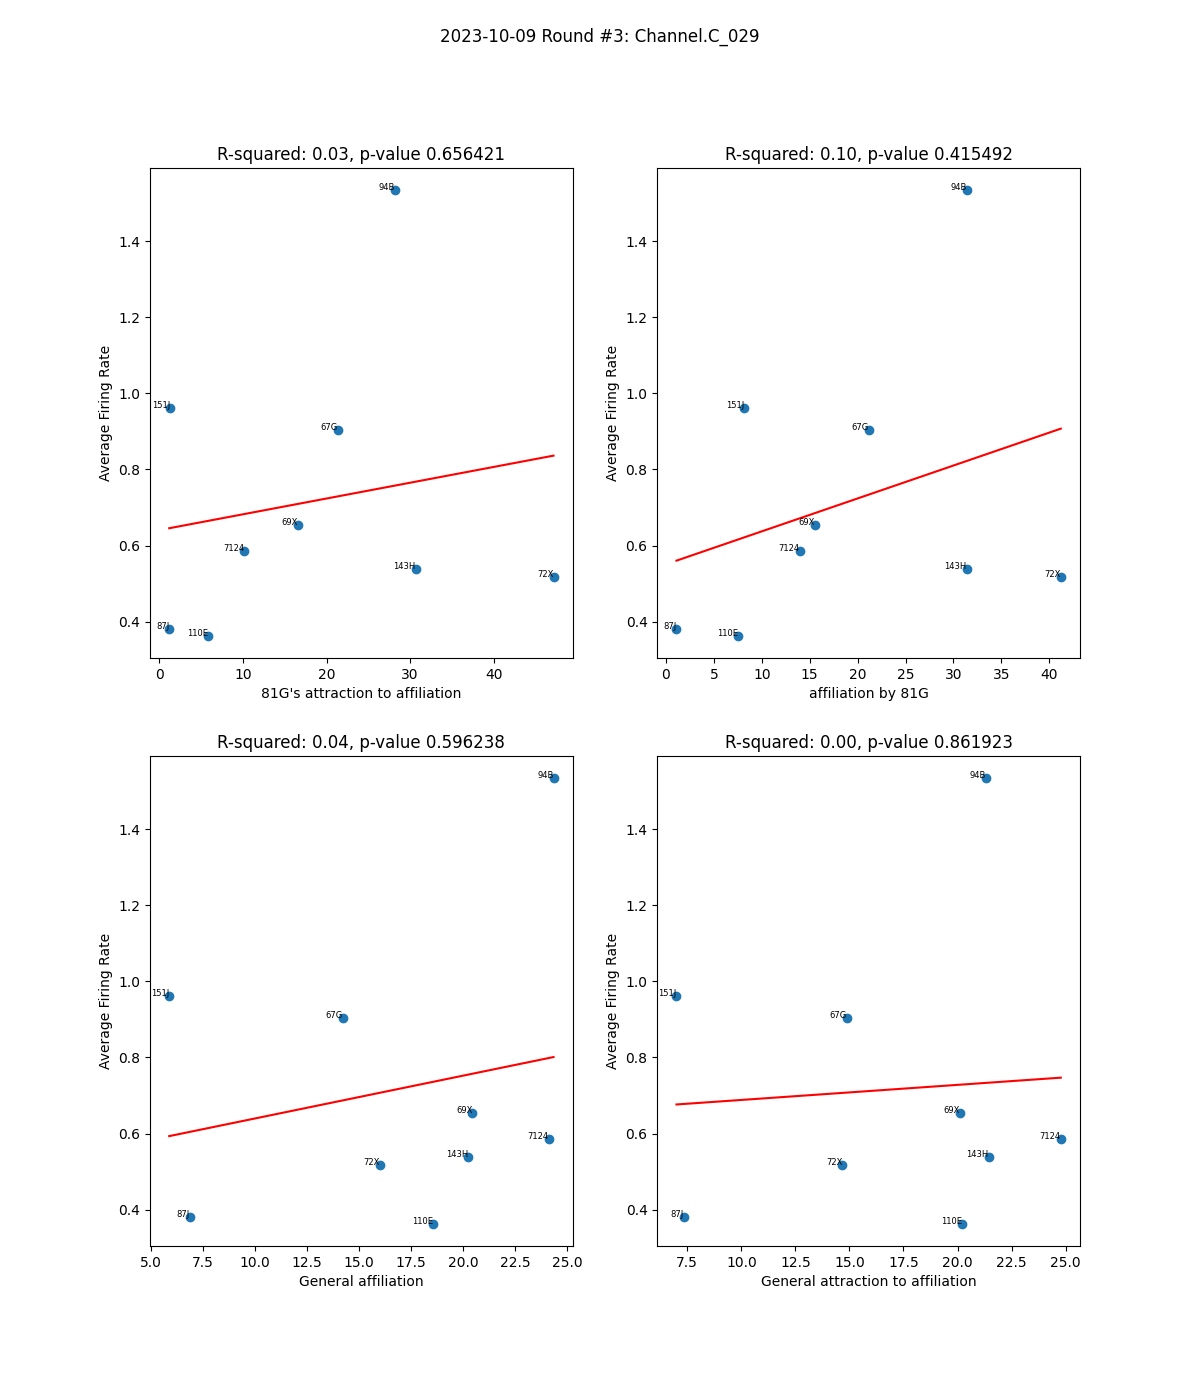 2023-10-09 Round #3: Channel.C_029
R-squared: 0.03, p-value 0.656421
Average Firing Rate
1.4
1.2
1.0
0.8
0.6
0.4
94B
151J
67G
69X
7124
143H
72X
87J
110E
0 10 20 30 40
81G's attraction to affiliation
R-squared: 0.10, p-value 0.415492
Average Firing Rate
1.4
1.2
1.0
0.8
0.6
0.4
94B
151J
67G
69X
7124
143H
72X
87J
110E
0 5 10 15 20 25 30 35 40
affiliation by 81G
R-squared: 0.04, p-value 0.596238
Average Firing Rate
1.4
1.2
1.0
0.8
0.6
0.4
94B
151J
67G
69X
7124
143H
72X
87J
110E
5.0 7.5 10.0 12.5 15.0 17.5 20.0 22.5 25.0
General affiliation
R-squared: 0.00, p-value 0.861923
Average Firing Rate
1.4
1.2
1.0
0.8
0.6
0.4
94B
151J
67G
69X
7124
143H
72X
87J
110E
7.5 10.0 12.5 15.0 17.5 20.0 22.5 25.0
General attraction to affiliation